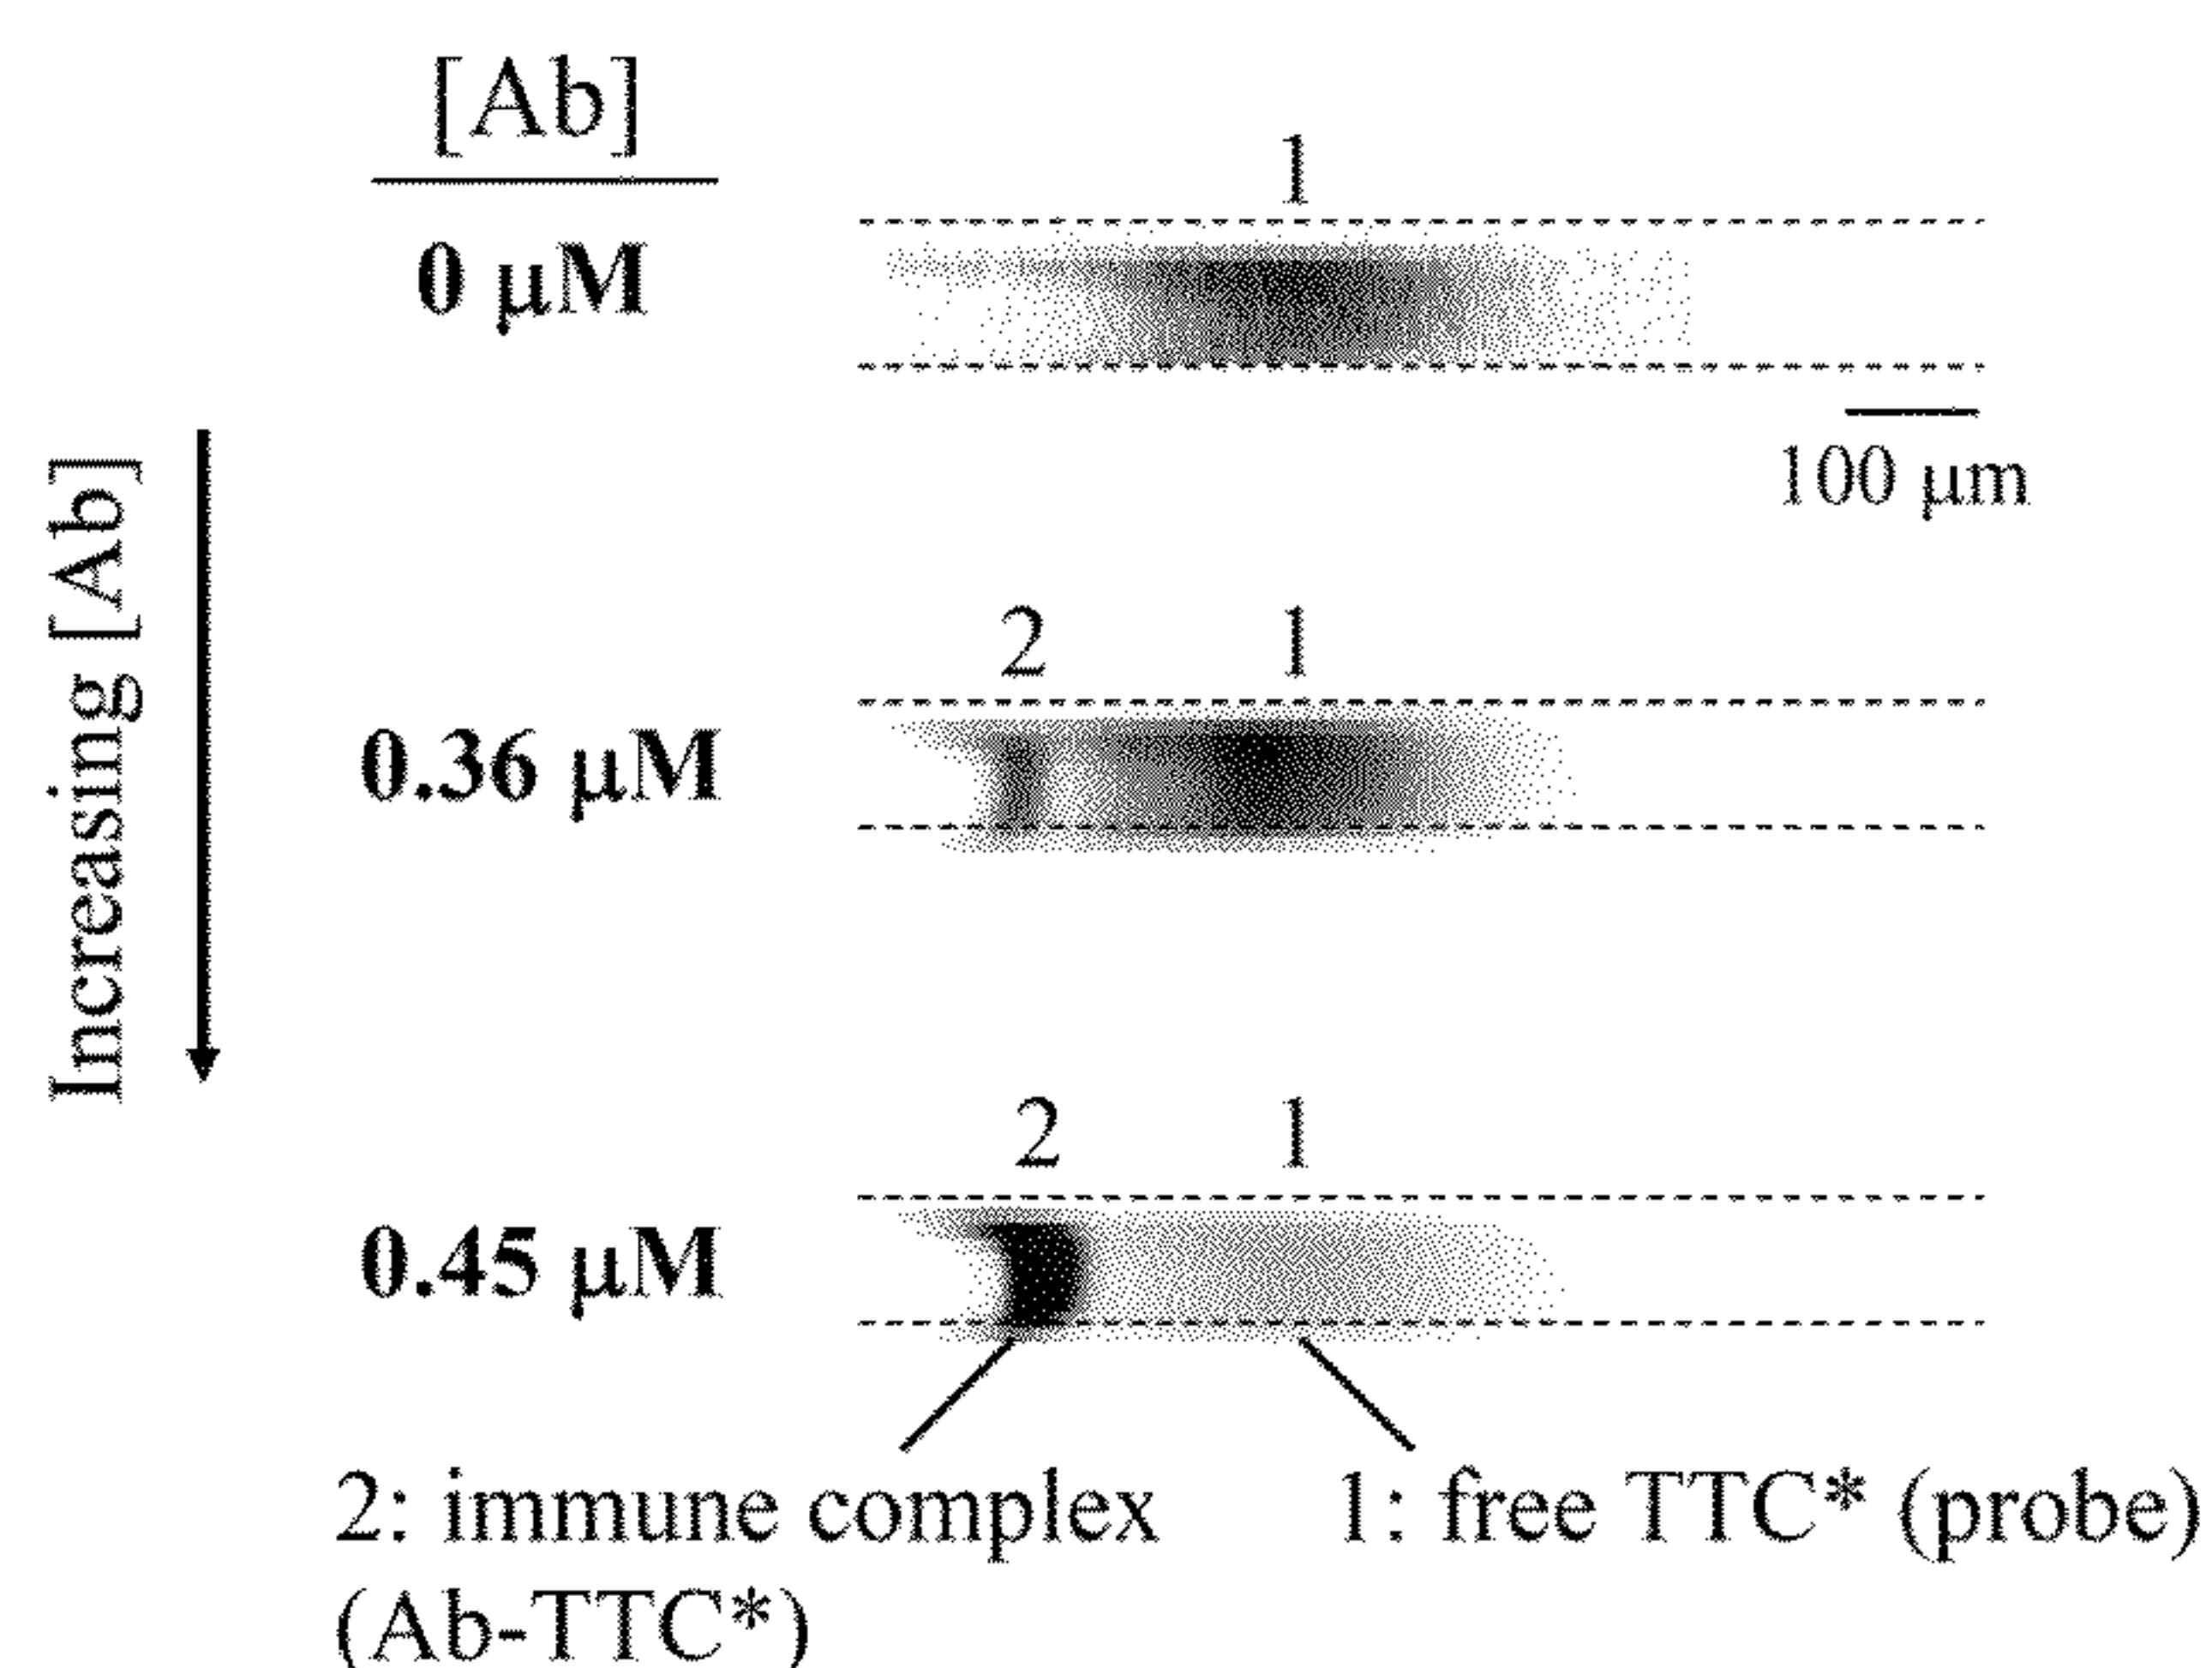 [Ab]
1
0 μM
100 μm
Increasing [Ab]
2 1
0.36 μM
2 1
0.45 μM
2: immune complex
(Ab-TTC*)
1: free TTC* (probe)